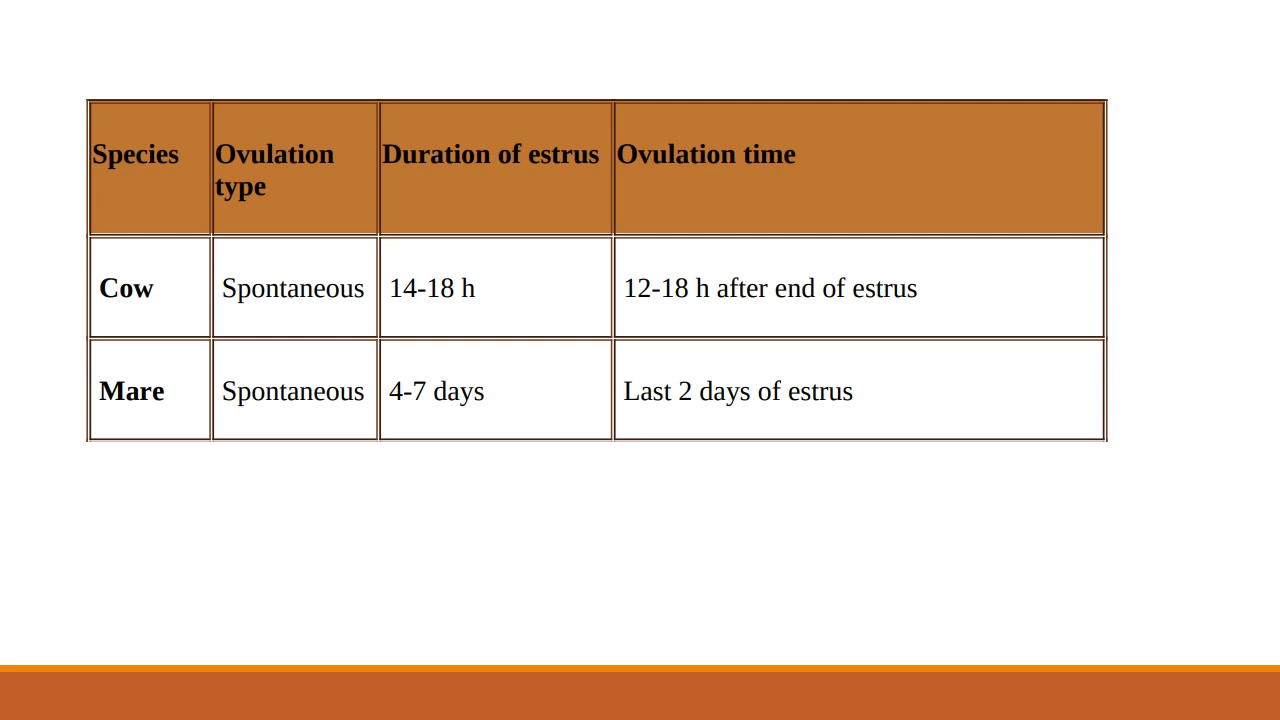 Species
Ovulation
type
Duration of estrus
Ovulation time
Cow
Spontaneous
14-18 h
12-18 h after end of estrus
Mare
Spontaneous
4-7 days
Last 2 days of estrus